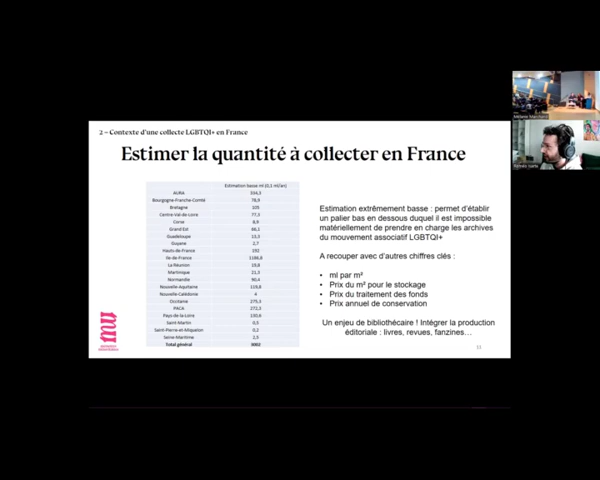 2 – Contexte d'une collecte LGBTQI+ en France
Estimer la quantité à collecter en France
Estimation basse ml (0,1 ml/an)
AURA 334,3
Bourgogne-Franche-Comté 78,9
Bretagne 105
Centre-Val-de-Loire 77,3
Corse 8,9
Grand Est 66,1
Guadeloupe 13,3
Guyane 2,7
Hauts-de-France 192
Ile-de-France 1188,8
La Réunion 19,8
Martinique 21,3
Normandie 90,4
Nouvelle-Aquitaine 119,8
Nouvelle-Calédonie 4
Occitanie 275,3
PACA 272,3
Pays de la Loire 130,6
Saint-Martin 0,5
Saint-Pierre-et-Miquelon 0,2
Seine-Maritime 2,5
Total général 3002
Estimation extrêmement basse : permet d'établir
un palier bas en dessous duquel il est impossible
matériellement de prendre en charge les archives
du mouvement associatif LGBTQI+
A recouper avec d'autres chiffres clés :
• ml par m²
• Prix du m² pour le stockage
• Prix du traitement des fonds
• Prix annuel de conservation
Un enjeu de bibliothécaire ! Intégrer la production
éditoriale : livres, revues, fanzines…
11